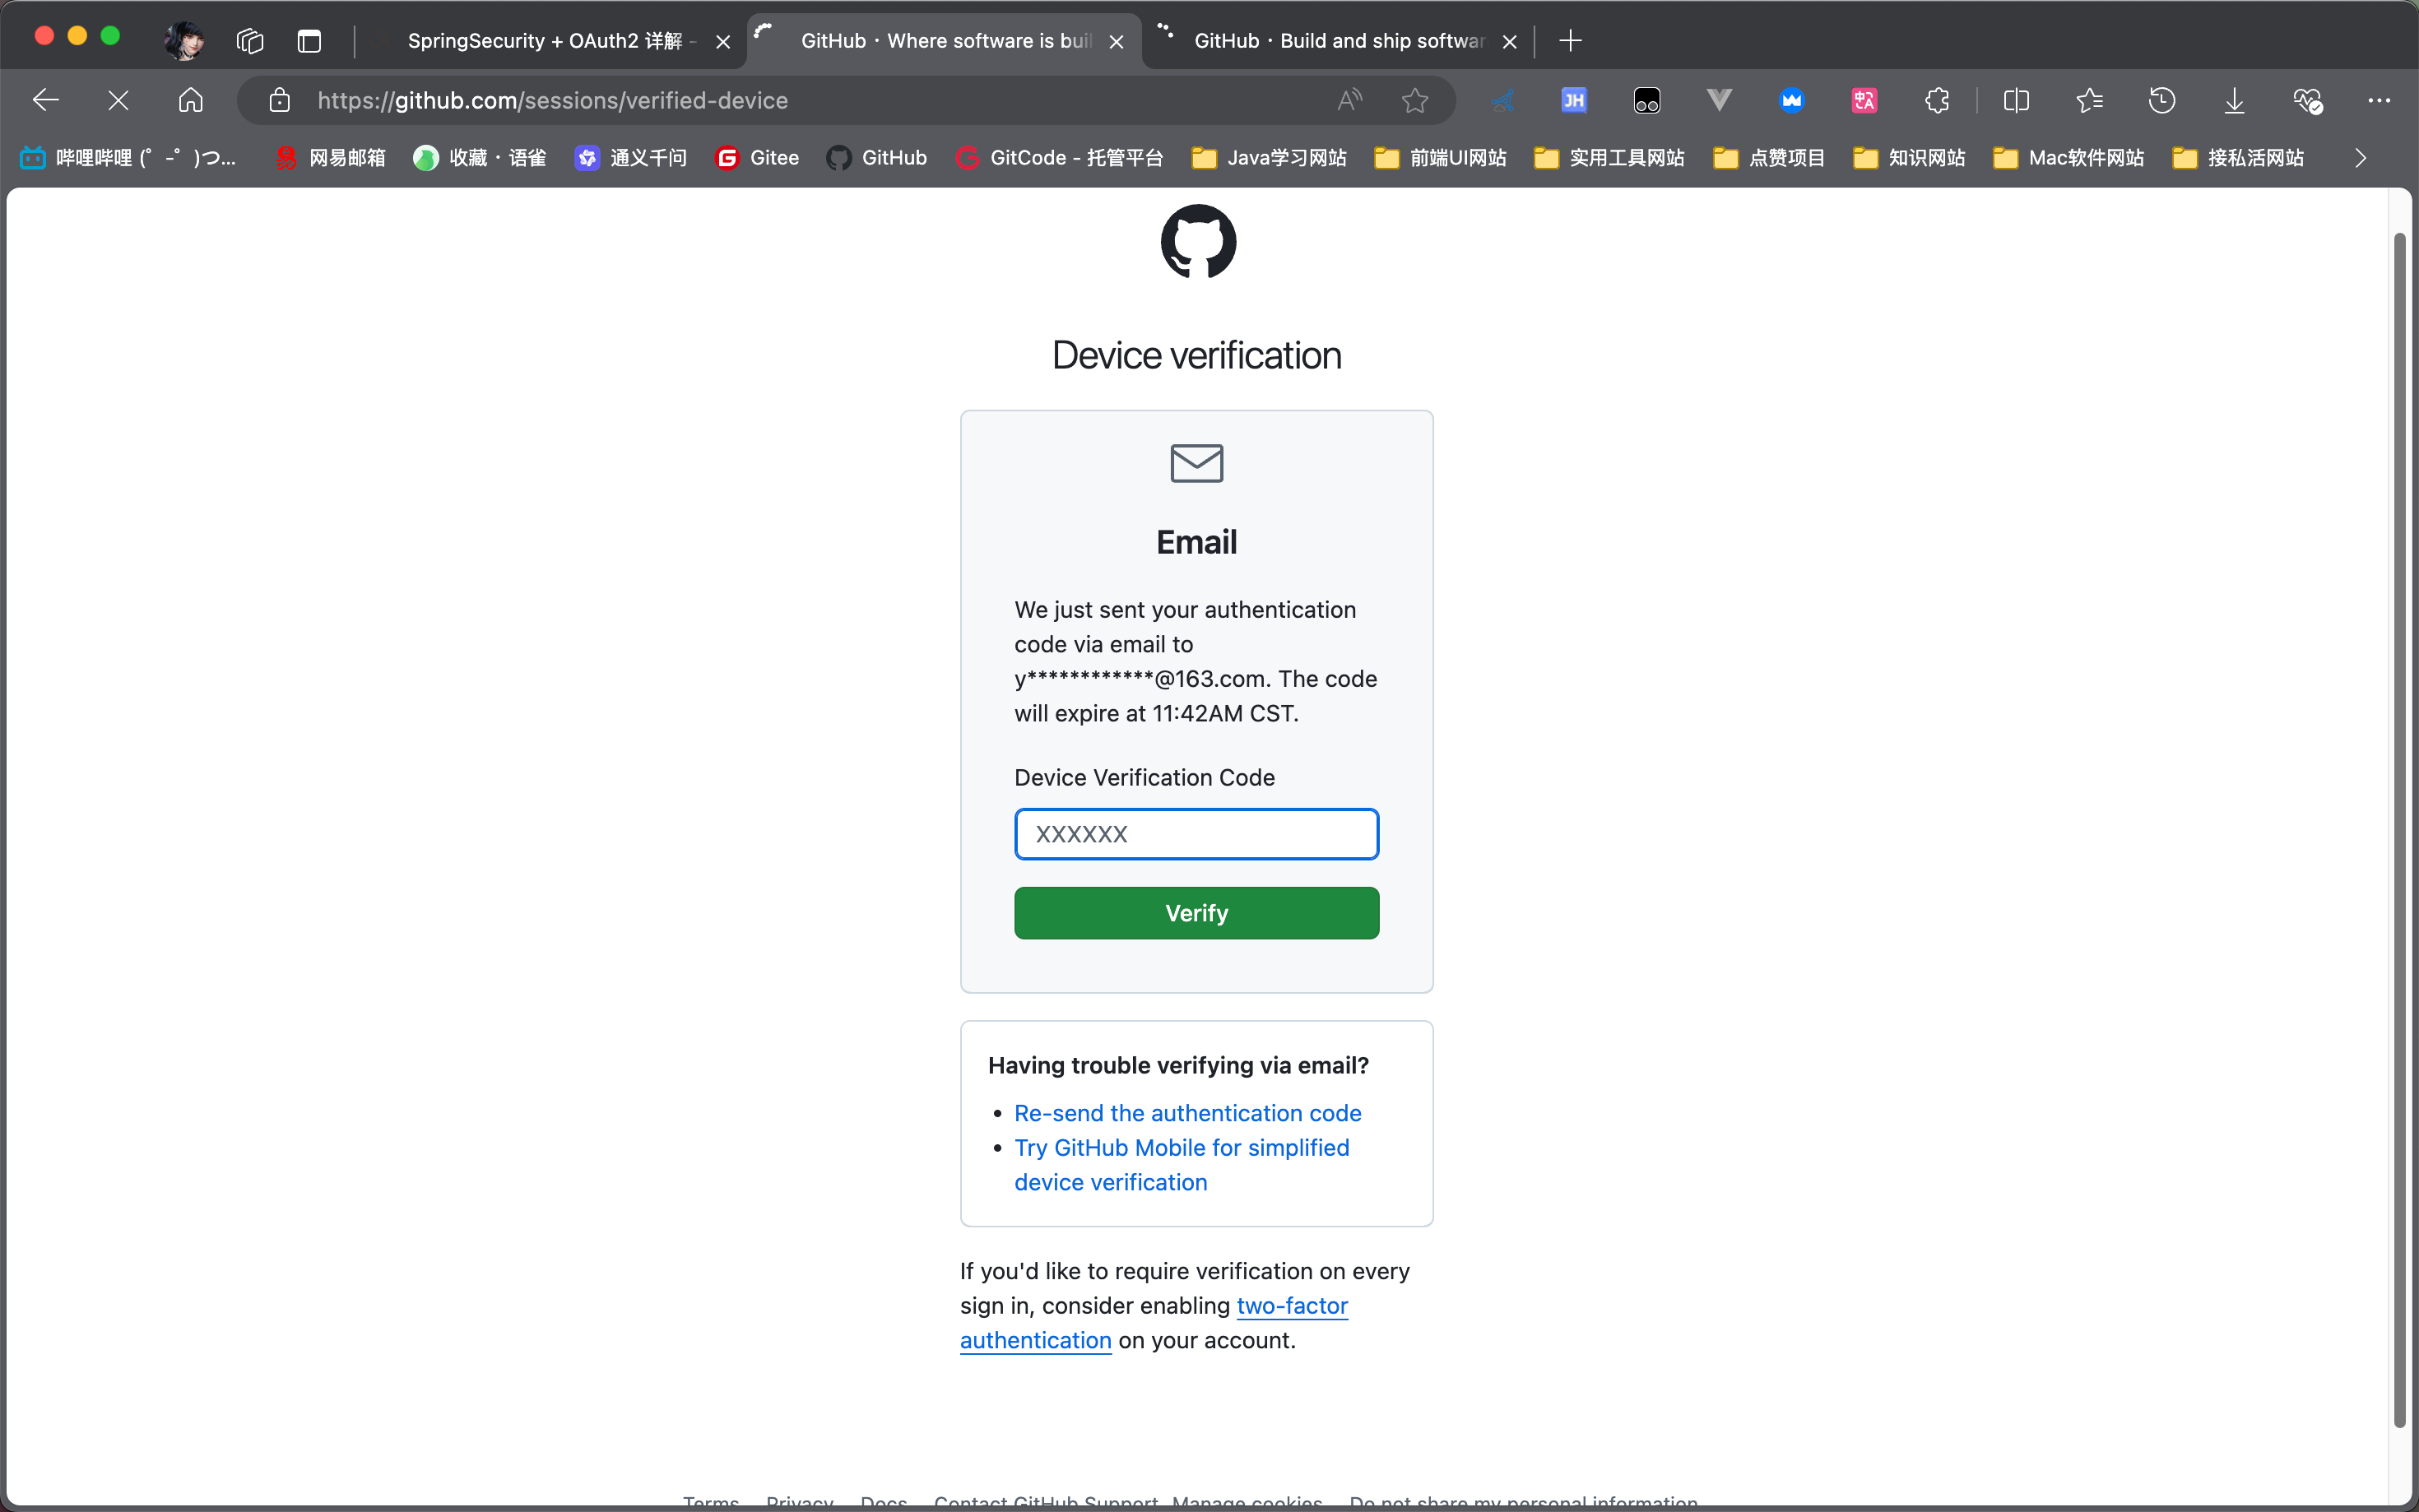 SpringSecurity + OAuth2 详解 -
GitHub · Where software is buil
GitHub · Build and ship softwar
https://github.com/sessions/verified-device
哔哩哔哩 (゜-゜)つ...
网易邮箱
收藏 · 语雀
通义千问
Gitee
GitHub
GitCode - 托管平台
Java学习网站
前端UI网站
实用工具网站
点赞项目
知识网站
Mac软件网站
接私活网站
Device verification
Email
We just sent your authentication
code via email to
y************@163.com. The code
will expire at 11:42AM CST.
Device Verification Code
XXXXXX
Verify
Having trouble verifying via email?
• Re-send the authentication code
• Try GitHub Mobile for simplified
device verification
If you'd like to require verification on every
sign in, consider enabling two-factor
authentication on your account.
Terms Privacy Docs Contact GitHub Support Manage cookies Do not share my personal information